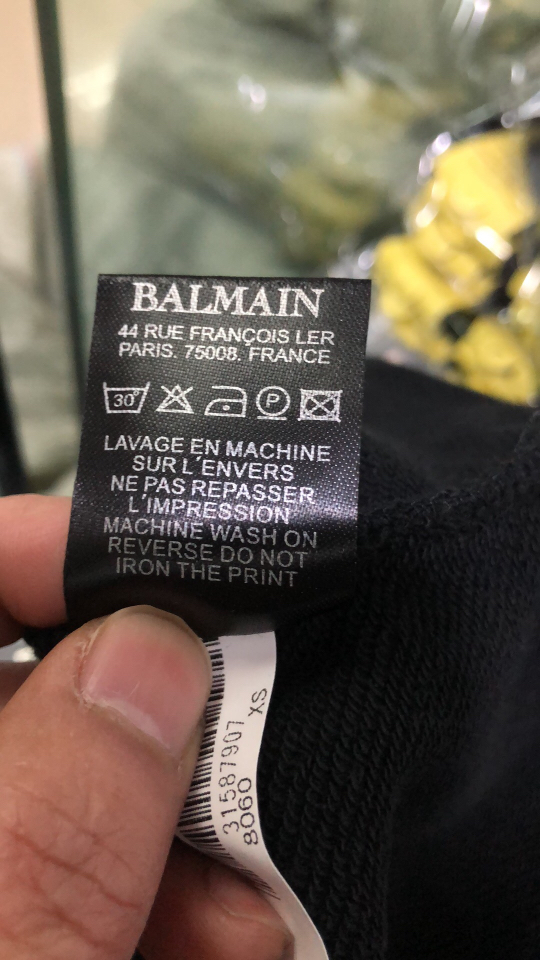 BALMAIN
44 RUE FRANÇOIS LER
PARIS. 75008. FRANCE
30°
P
LAVAGE EN MACHINE
SUR L'ENVERS
NE PAS REPASSER
L'IMPRESSION
MACHINE WASH ON
REVERSE DO NOT
IRON THE PRINT
31587907 XS
8060